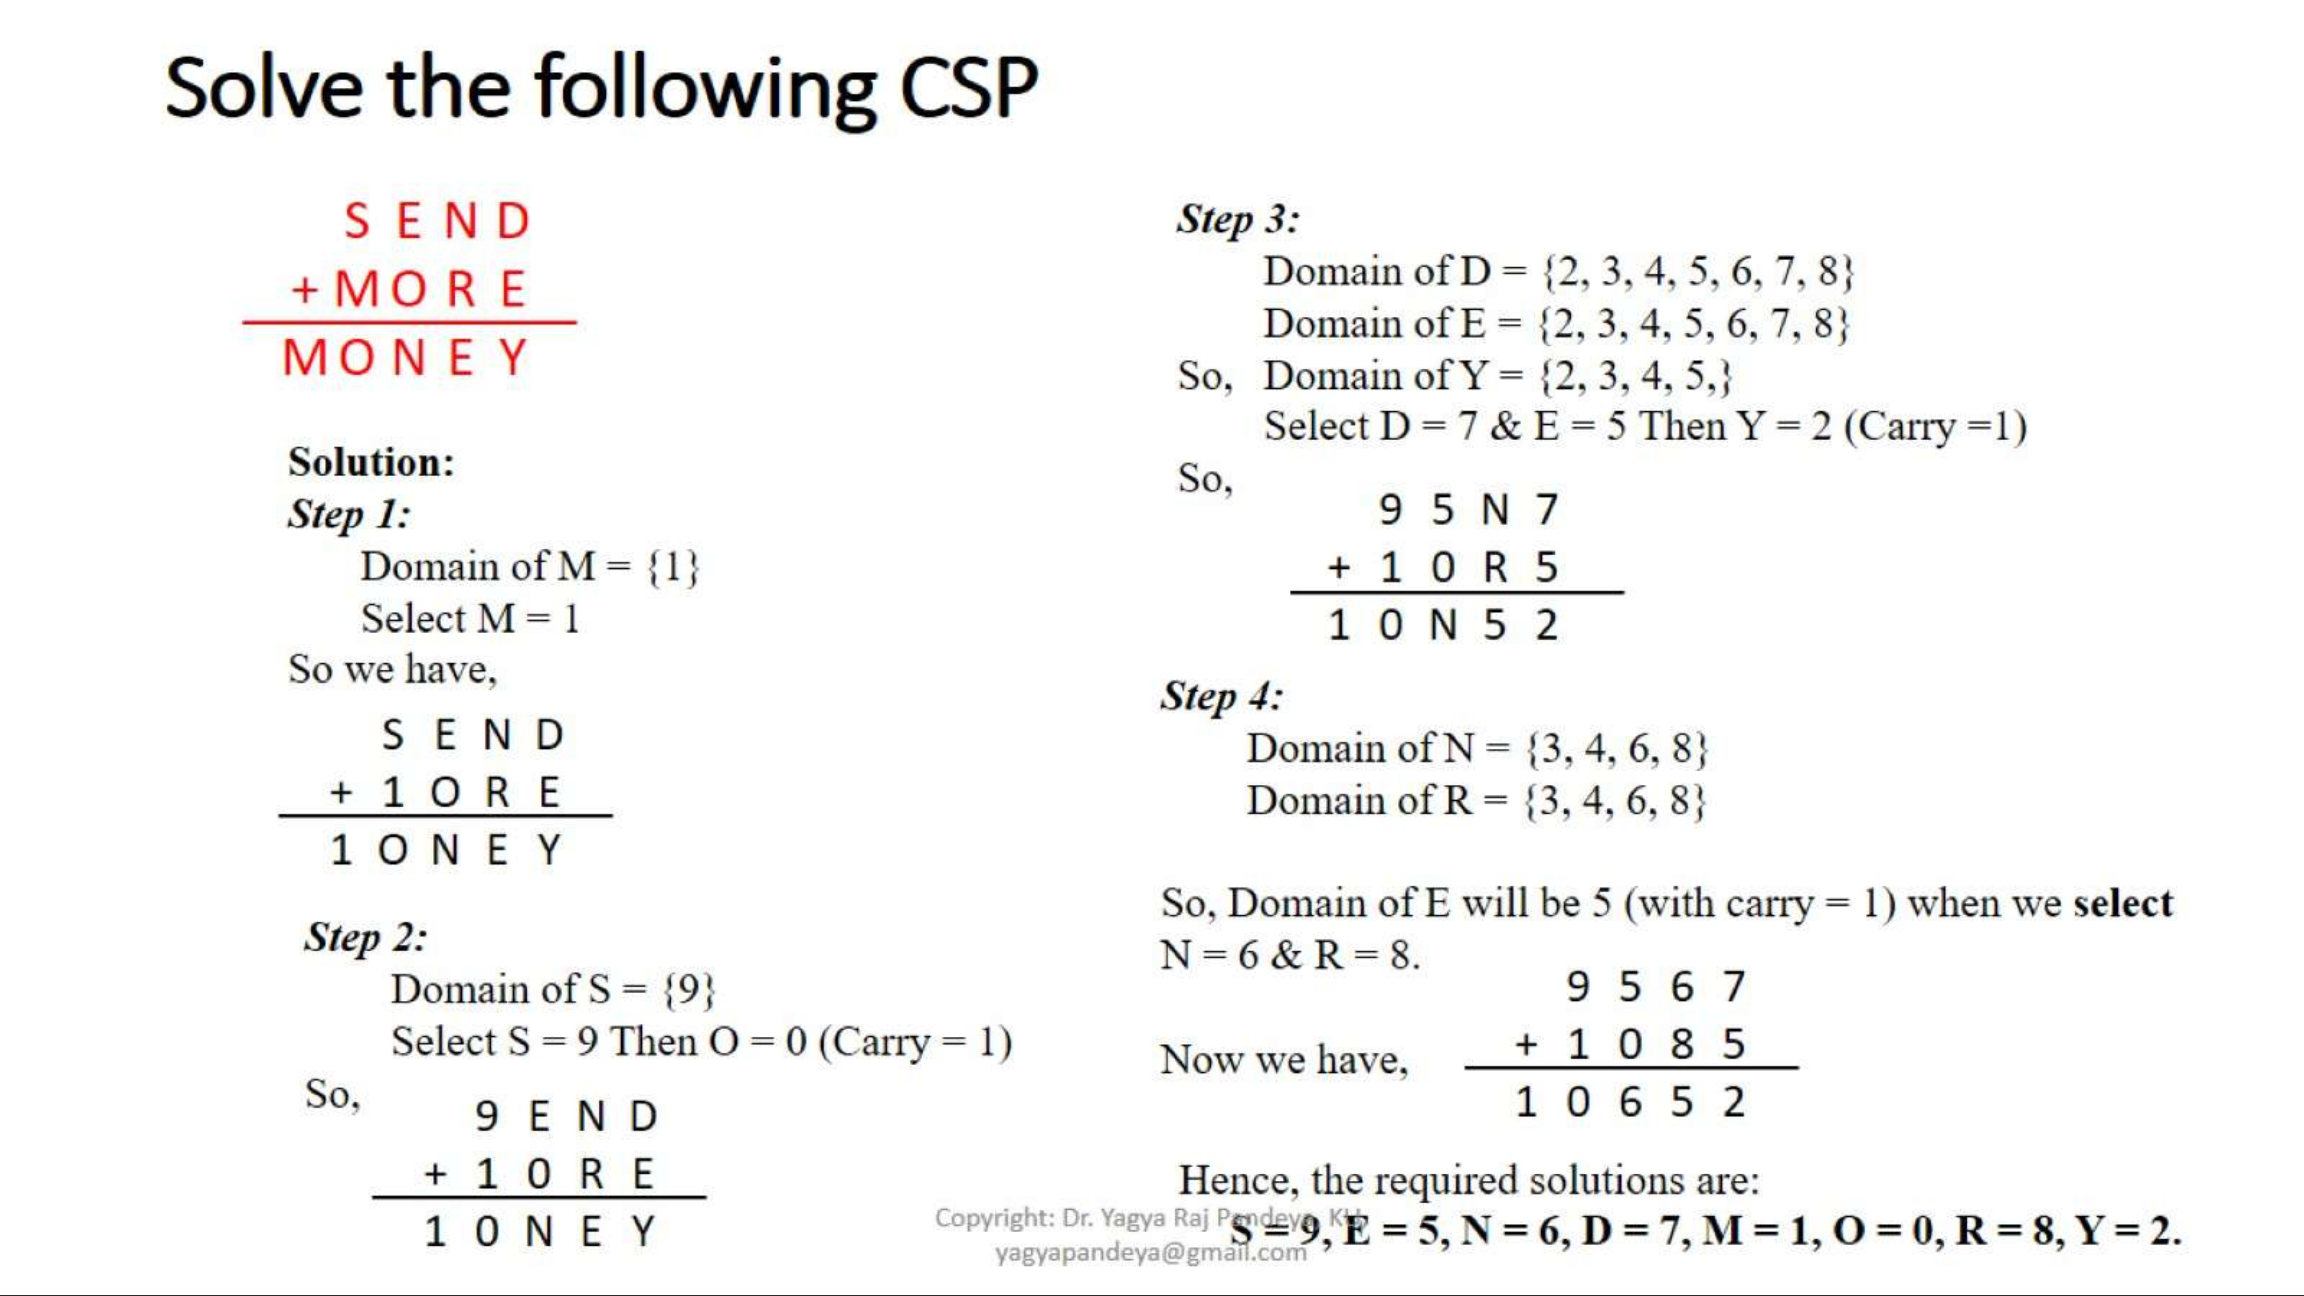 Solve the following CSP
S E N D
+ M O R E
M O N E Y
Solution:
Step 1:
Domain of M = {1}
Select M = 1
So we have,
S E N D
+ 1 O R E
1 O N E Y
Step 2:
Domain of S = {9}
Select S = 9 Then O = 0 (Carry = 1)
So,
9 E N D
+ 1 0 R E
1 0 N E Y
Step 3:
Domain of D = {2, 3, 4, 5, 6, 7, 8}
Domain of E = {2, 3, 4, 5, 6, 7, 8}
So, Domain of Y = {2, 3, 4, 5,}
Select D = 7 & E = 5 Then Y = 2 (Carry =1)
So,
9 5 N 7
+ 1 0 R 5
1 0 N 5 2
Step 4:
Domain of N = {3, 4, 6, 8}
Domain of R = {3, 4, 6, 8}
So, Domain of E will be 5 (with carry = 1) when we select
N = 6 & R = 8.
9 5 6 7
+ 1 0 8 5
Now we have,
1 0 6 5 2
Hence, the required solutions are:
S = 9, E = 5, N = 6, D = 7, M = 1, O = 0, R = 8, Y = 2.
Copyright: Dr. Yagya Raj Pandeya, KU,
yagyapandeya@gmail.com